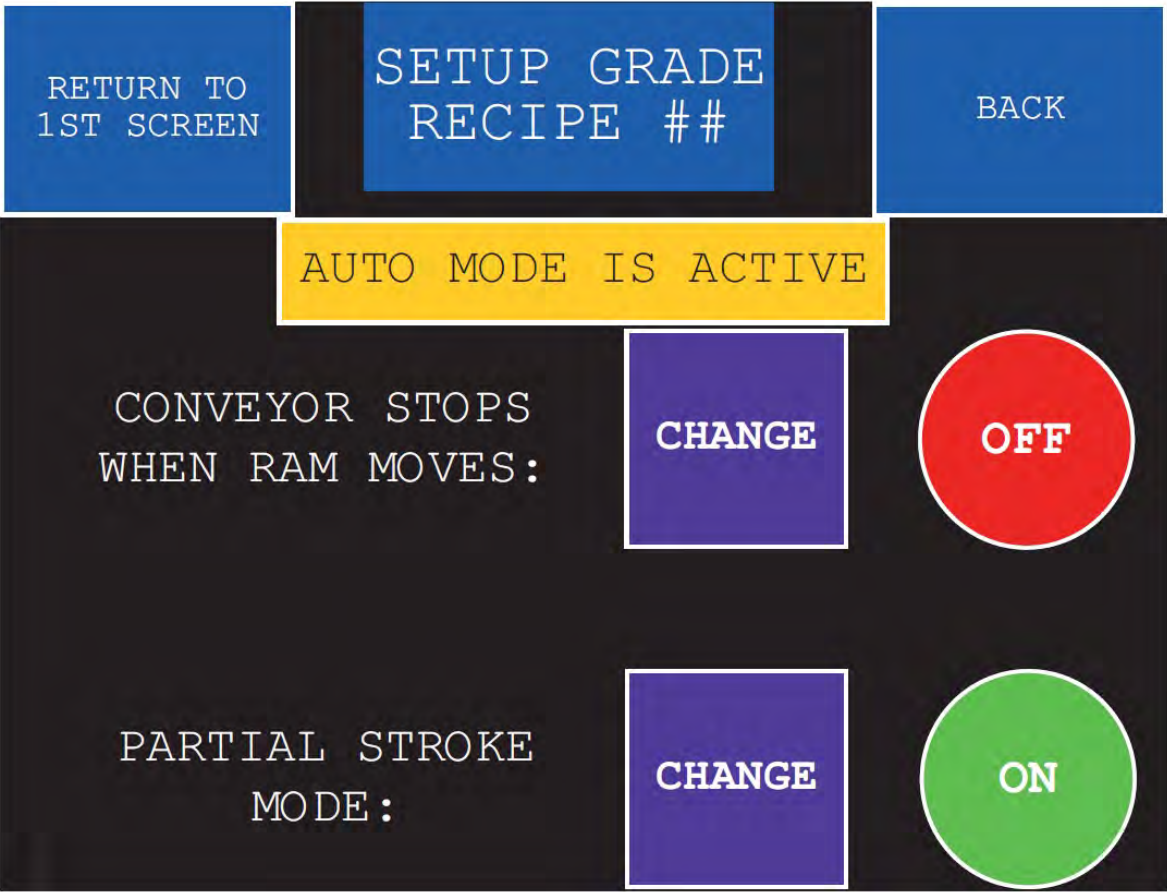 RETURN TO
1ST SCREEN
SETUP GRADE
RECIPE ##
BACK
AUTO MODE IS ACTIVE
CONVEYOR STOPS
WHEN RAM MOVES:
CHANGE
OFF
PARTIAL STROKE
MODE:
CHANGE
ON